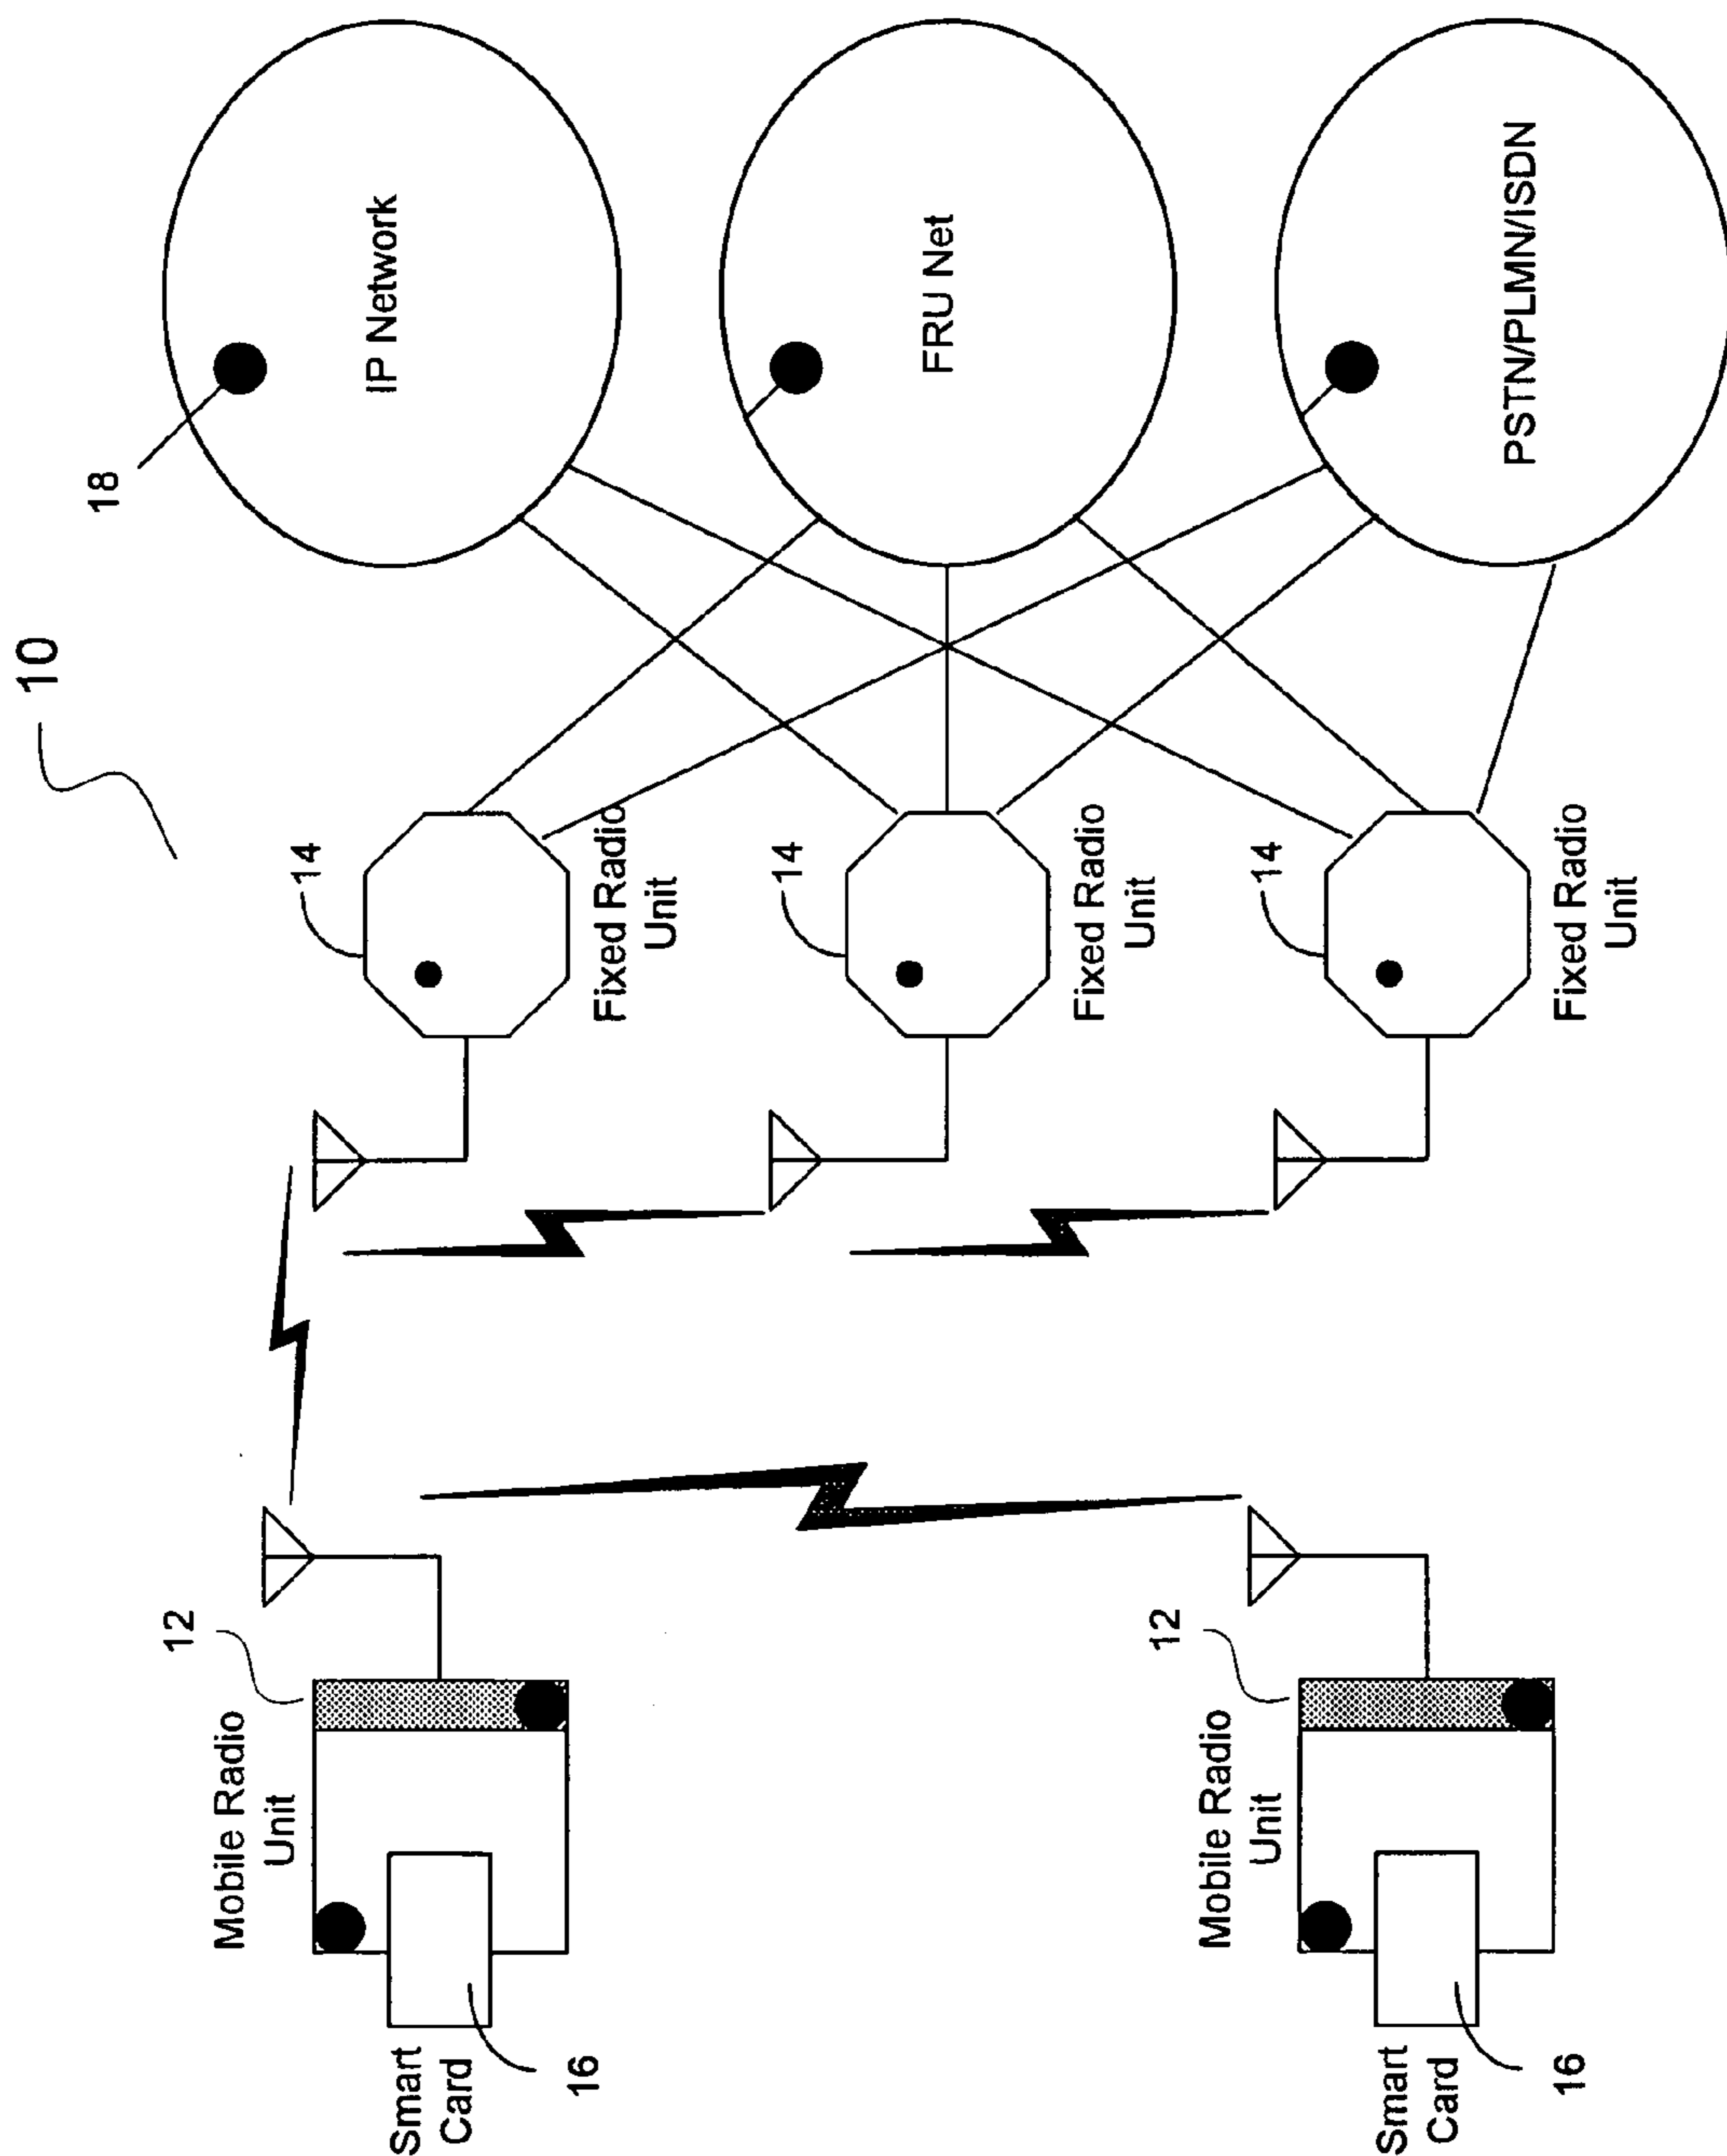 10
18
Mobile Radio
Unit
12
Smart
Card
16
14
Fixed Radio
Unit
IP Network
14
Fixed Radio
Unit
FRU Net
Mobile Radio
Unit
12
Smart
Card
16
14
Fixed Radio
Unit
PSTN/PLMN/ISDN